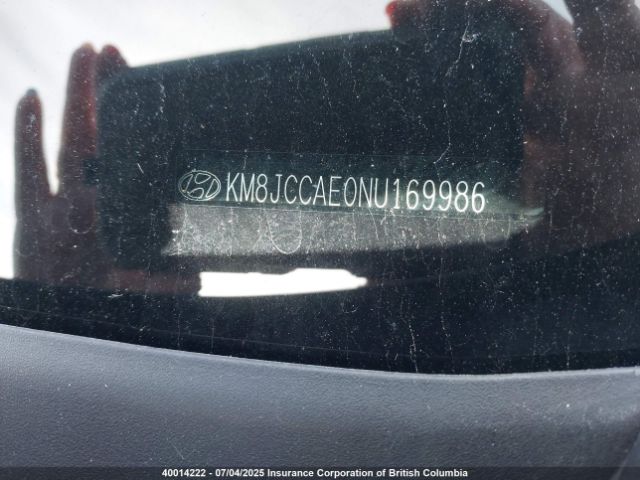 KM8JCCAE0NU169986
40014222 - 07/04/2025 Insurance Corporation of British Columbia